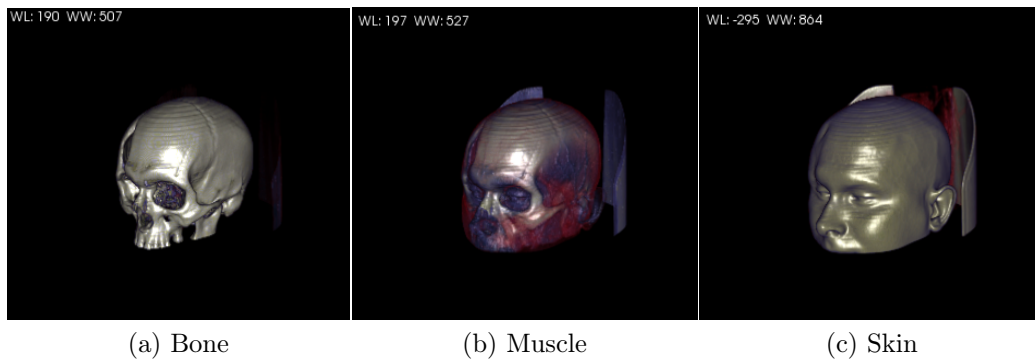 WL: 190 WW: 507
WL: 197 WW: 527
WL: -295 WW: 864
(a) Bone
(b) Muscle
(c) Skin